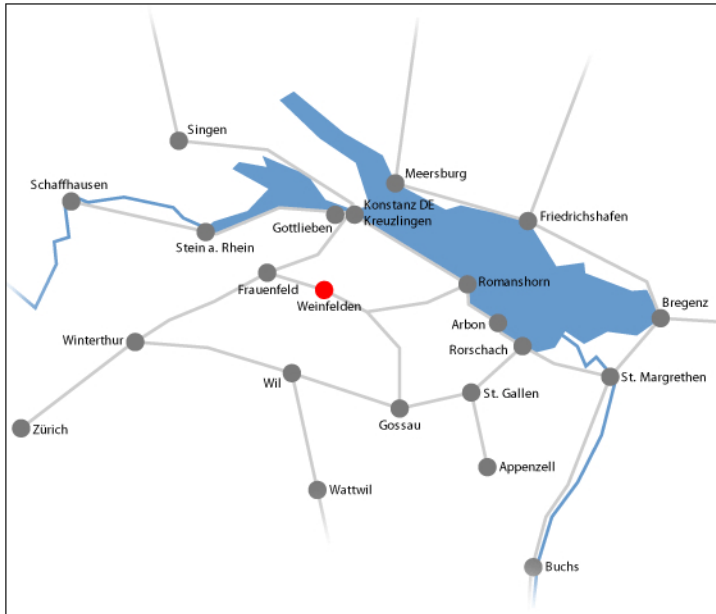 Singen
Meersburg
Schaffhausen
Konstanz DE
Kreuzlingen
Gottlieben
Friedrichshafen
Stein a. Rhein
Romanshorn
Frauenfeld
Weinfelden
Bregenz
Arbon
Winterthur
Rorschach
St. Margrethen
Wil
St. Gallen
Gossau
Zürich
Appenzell
Wattwil
Buchs